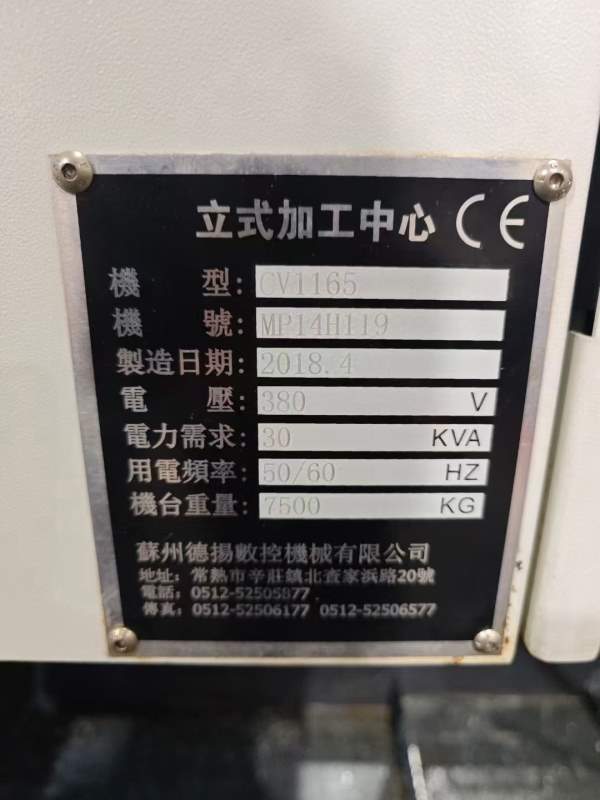 立式加工中心 CE
機型: CV1165
機號: MP14H119
製造日期: 2018.4
電壓: 380 V
電力需求: 30 KVA
用電頻率: 50/60 HZ
機台重量: 7500 KG
蘇州德揚數控機械有限公司
地址: 常熟市辛莊鎮北查家浜路20號
電話: 0512-52505877
傳真: 0512-52506177 0512-52506577